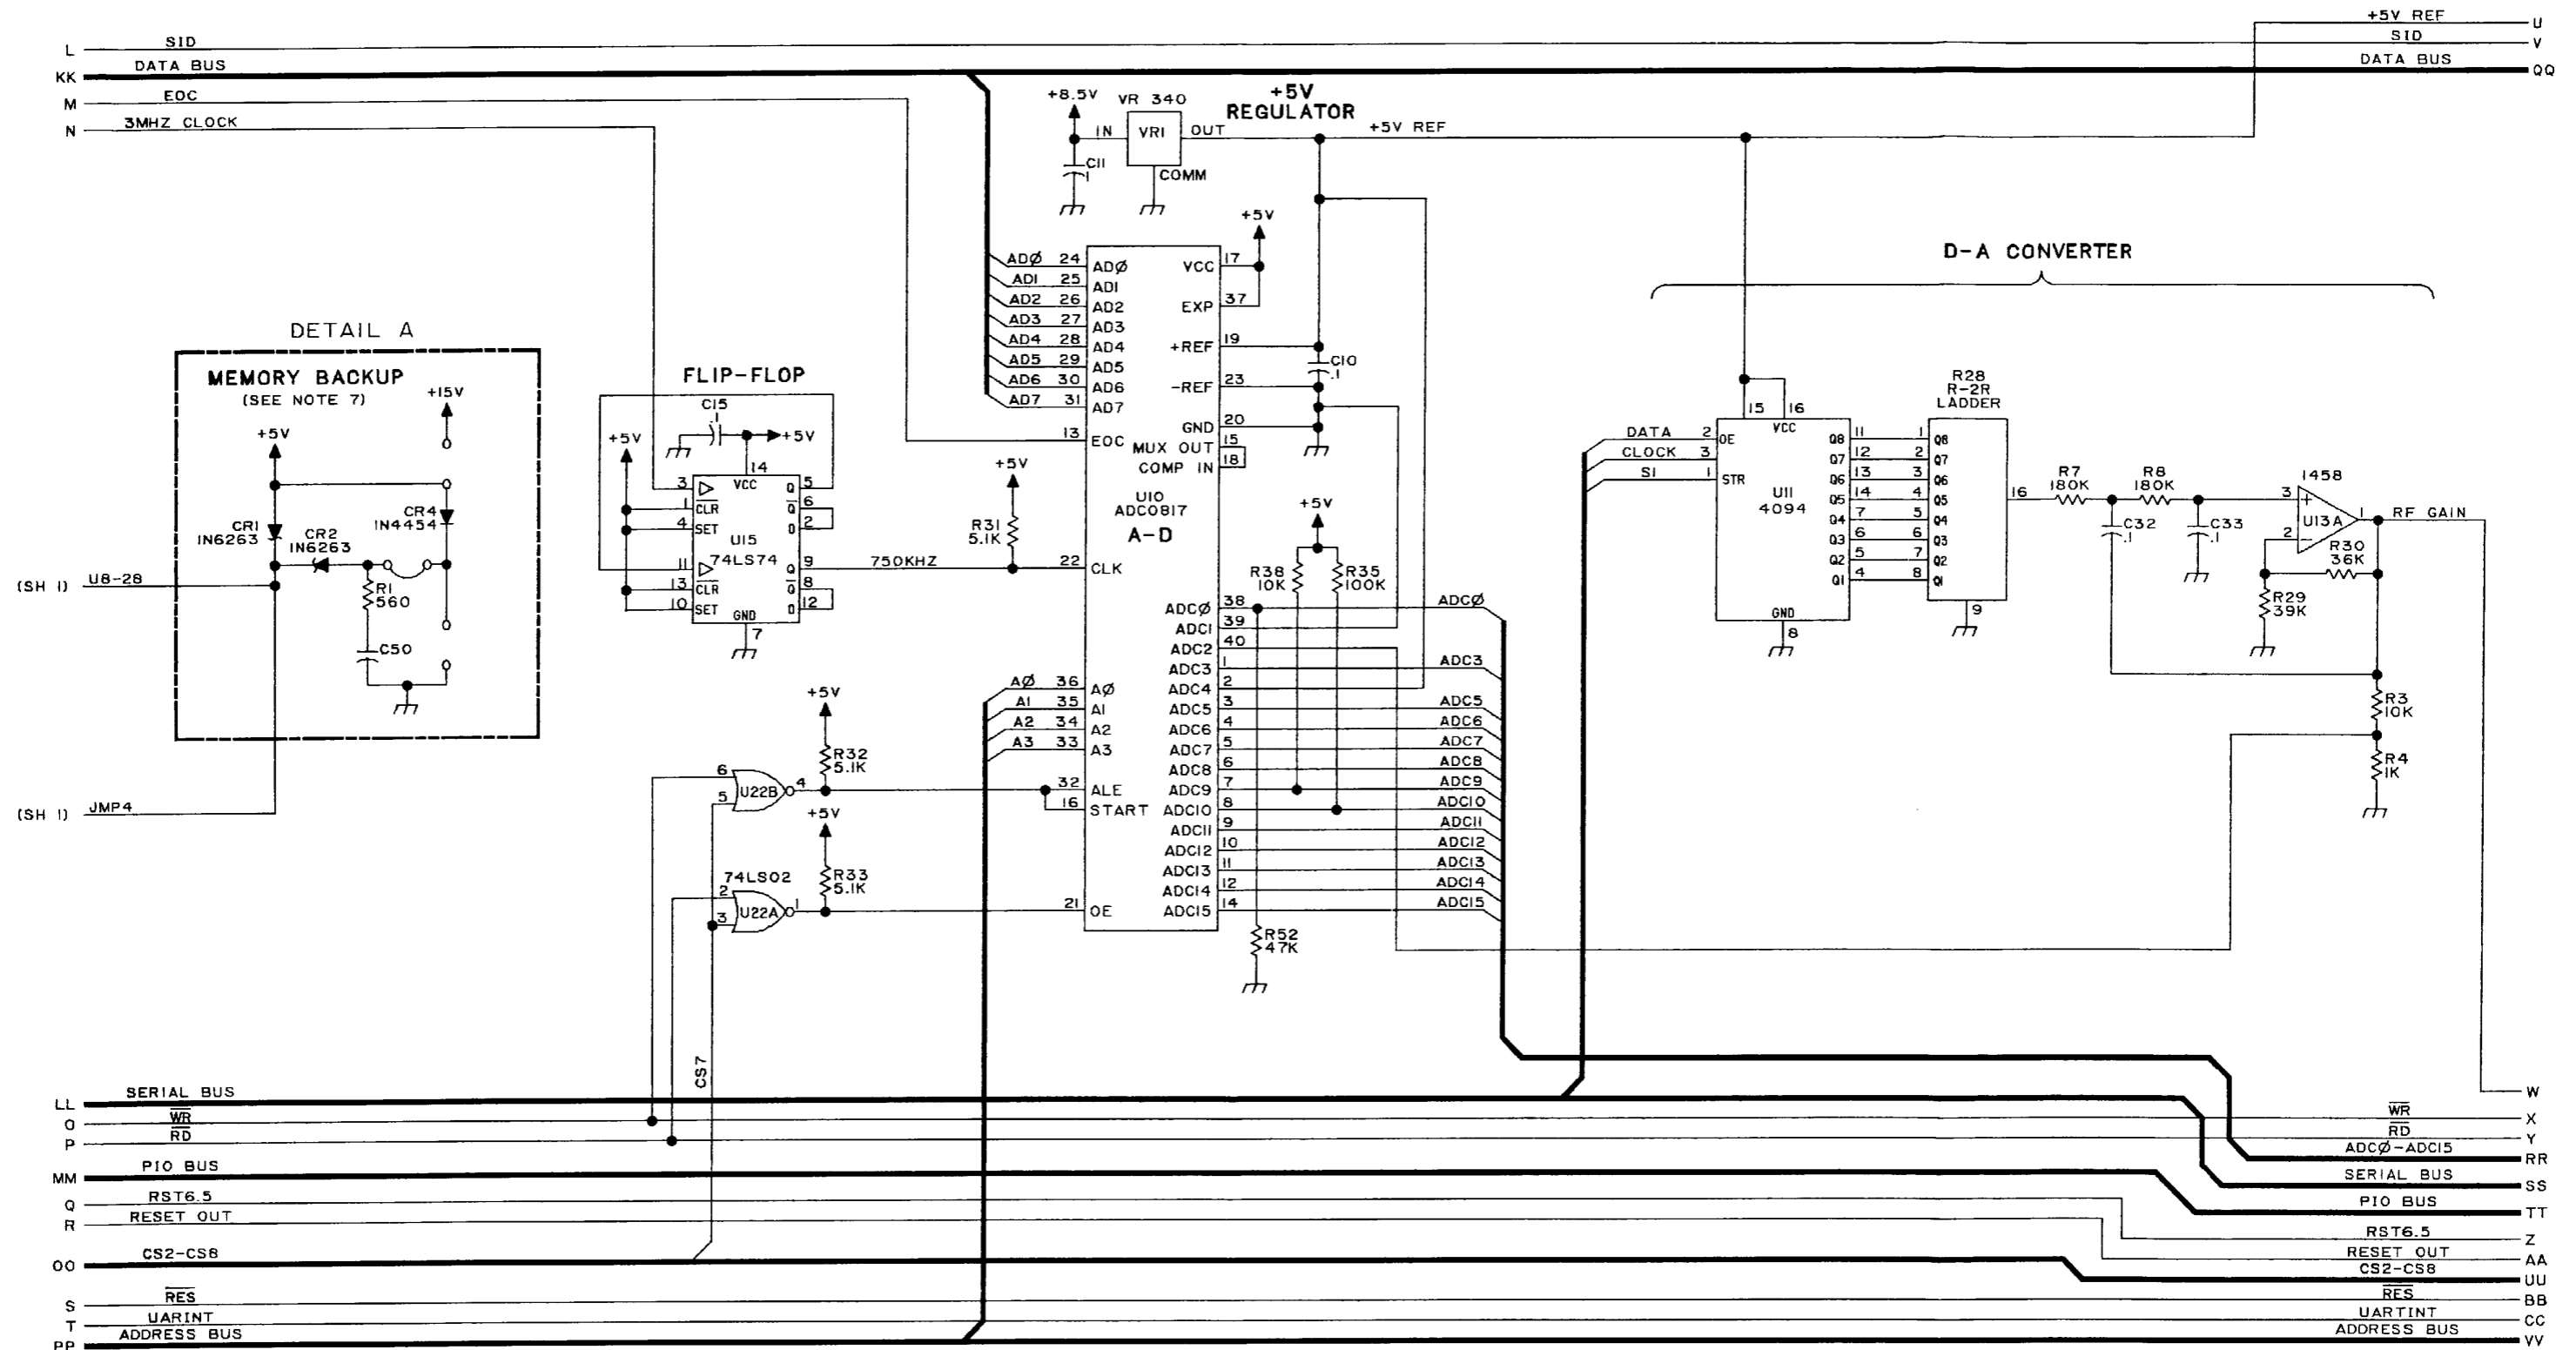 L SID
KK DATA BUS
M EOC
N 3MHZ CLOCK
+5V REF U
SID V
DATA BUS QQ
+8.5V
VR 340
IN VR1 OUT
COMM
C11
.1
+5V
REGULATOR
+5V REF
DETAIL A
MEMORY BACKUP
(SEE NOTE 7)
+15V
+5V
CR1
1N6263
CR2
1N6263
CR4
1N4454
R1
560
C50
(SH 1) U8-28
(SH 1) JMP4
FLIP-FLOP
C15
.1
+5V
+5V
14
VCC
3 Q 5
1 CLR Q 6
4 SET D 2
U15
74LS74
11 Q 9
13 CLR Q 8
10 SET D 12
GND
7
750KHZ
+5V
R31
5.1K
+5V
R32
5.1K
6
5
U22B
4
+5V
R33
5.1K
74LS02
2
3
U22A
1
CS7
ADØ 24 ADØ
AD1 25 AD1
AD2 26 AD2
AD3 27 AD3
AD4 28 AD4
AD5 29 AD5
AD6 30 AD6
AD7 31 AD7
13 EOC
22 CLK
AØ 36 AØ
A1 35 A1
A2 34 A2
A3 33 A3
32 ALE
16 START
21 OE
U10
ADC0817
A-D
+5V
VCC 17
EXP 37
+REF 19
-REF 23
GND 20
MUX OUT 15
COMP IN 18
C10
.1
+5V
R38
10K
R35
100K
ADCØ 38 ADCØ
ADC1 39
ADC2 40
ADC3 1 ADC3
ADC4 2
ADC5 3 ADC5
ADC6 4 ADC6
ADC7 5 ADC7
ADC8 6 ADC8
ADC9 7 ADC9
ADC10 8 ADC10
ADC11 9 ADC11
ADC12 10 ADC12
ADC13 11 ADC13
ADC14 12 ADC14
ADC15 14 ADC15
R52
47K
D-A CONVERTER
15 16
VCC
DATA 2 OE
CLOCK 3
S1 1 STR
U11
4094
GND
8
Q8 11 1 Q8
Q7 12 2 Q7
Q6 13 3 Q6
Q5 14 4 Q5
Q4 7 5 Q4
Q3 6 6 Q3
Q2 5 7 Q2
Q1 4 8 Q1
R28
R-2R
LADDER
16
9
R7
180K
R8
180K
C32
.1
C33
.1
1458
3 +
2 −
U13A
1
RF GAIN
R30
36K
R29
39K
R3
10K
R4
1K
LL SERIAL BUS
O WR
P RD
MM PIO BUS
Q RST6.5
R RESET OUT
OO CS2-CS8
S RES
T UARINT
PP ADDRESS BUS
W
WR X
RD Y
ADCØ-ADC15 RR
SERIAL BUS SS
PIO BUS TT
RST6.5 Z
RESET OUT AA
CS2-CS8 UU
RES BB
UARTINT CC
ADDRESS BUS VV